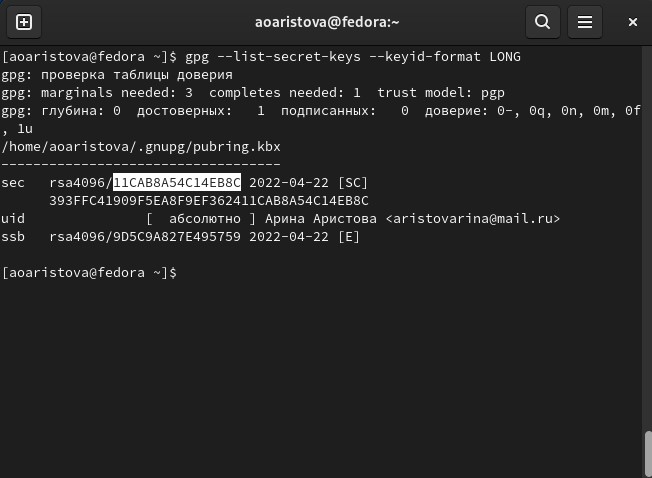 aoaristova@fedora:~
[aoaristova@fedora ~]$ gpg --list-secret-keys --keyid-format LONG
gpg: проверка таблицы доверия
gpg: marginals needed: 3  completes needed: 1  trust model: pgp
gpg: глубина: 0  достоверных:   1  подписанных:   0  доверие: 0-, 0q, 0n, 0m, 0f
, 1u
/home/aoaristova/.gnupg/pubring.kbx
-----------------------------------
sec   rsa4096/11CAB8A54C14EB8C 2022-04-22 [SC]
      393FFC41909F5EA8F9EF362411CAB8A54C14EB8C
uid               [  абсолютно ] Арина Аристова <aristovarina@mail.ru>
ssb   rsa4096/9D5C9A827E495759 2022-04-22 [E]
[aoaristova@fedora ~]$